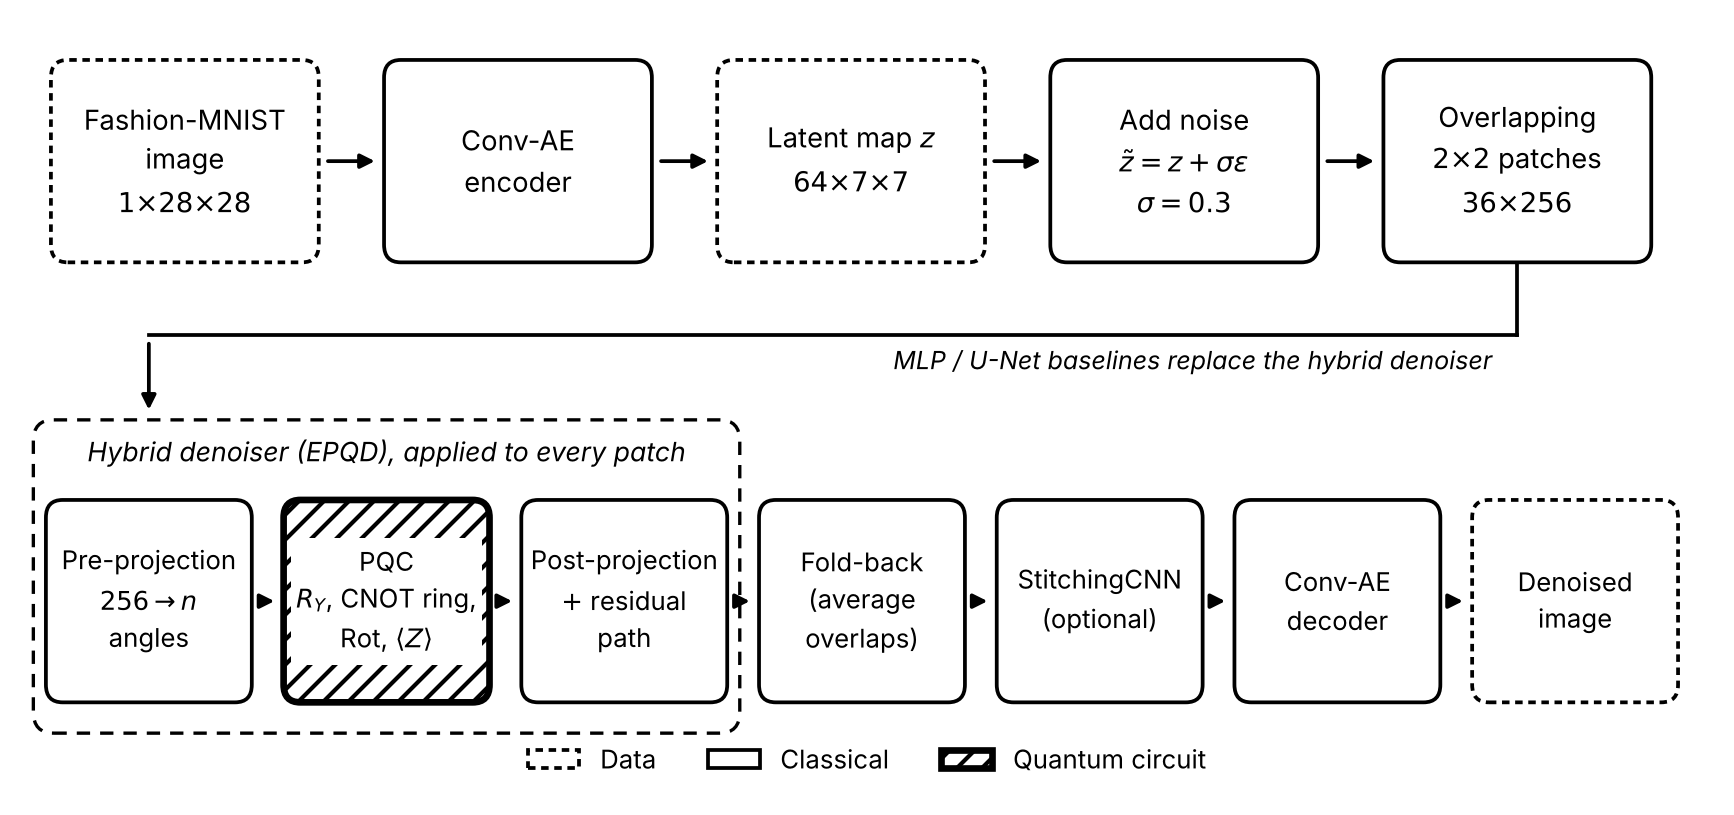 Fashion-MNIST
image
1×28×28
Conv-AE
encoder
Latent map z
64×7×7
Add noise
z̃ = z + σε
σ = 0.3
Overlapping
2×2 patches
36×256
MLP / U-Net baselines replace the hybrid denoiser
Hybrid denoiser (EPQD), applied to every patch
Pre-projection
256→n
angles
PQC
R_Y, CNOT ring,
Rot, ⟨Z⟩
Post-projection
+ residual
path
Fold-back
(average
overlaps)
StitchingCNN
(optional)
Conv-AE
decoder
Denoised
image
Data
Classical
Quantum circuit